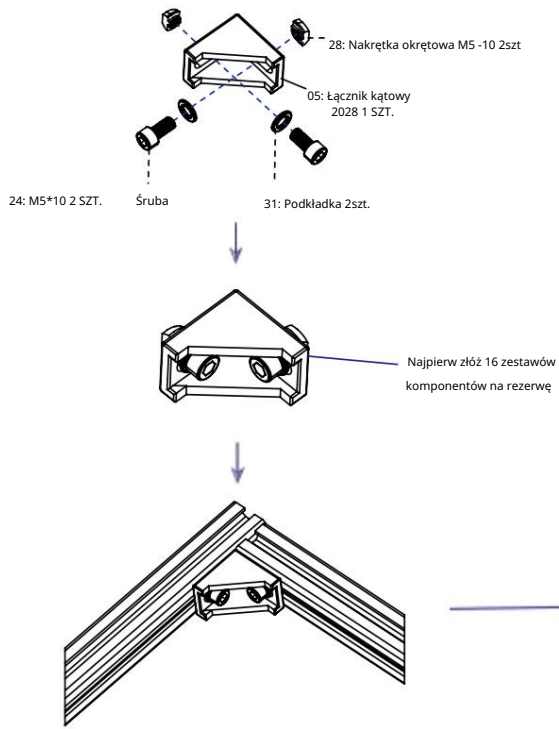 28: Nakrętka okrętowa M5 -10 2szt
05: Łącznik kątowy
2028 1 SZT.
24: M5*10 2 SZT.
Śruba
31: Podkładka 2szt.
Najpierw złóż 16 zestawów
komponentów na rezerwę